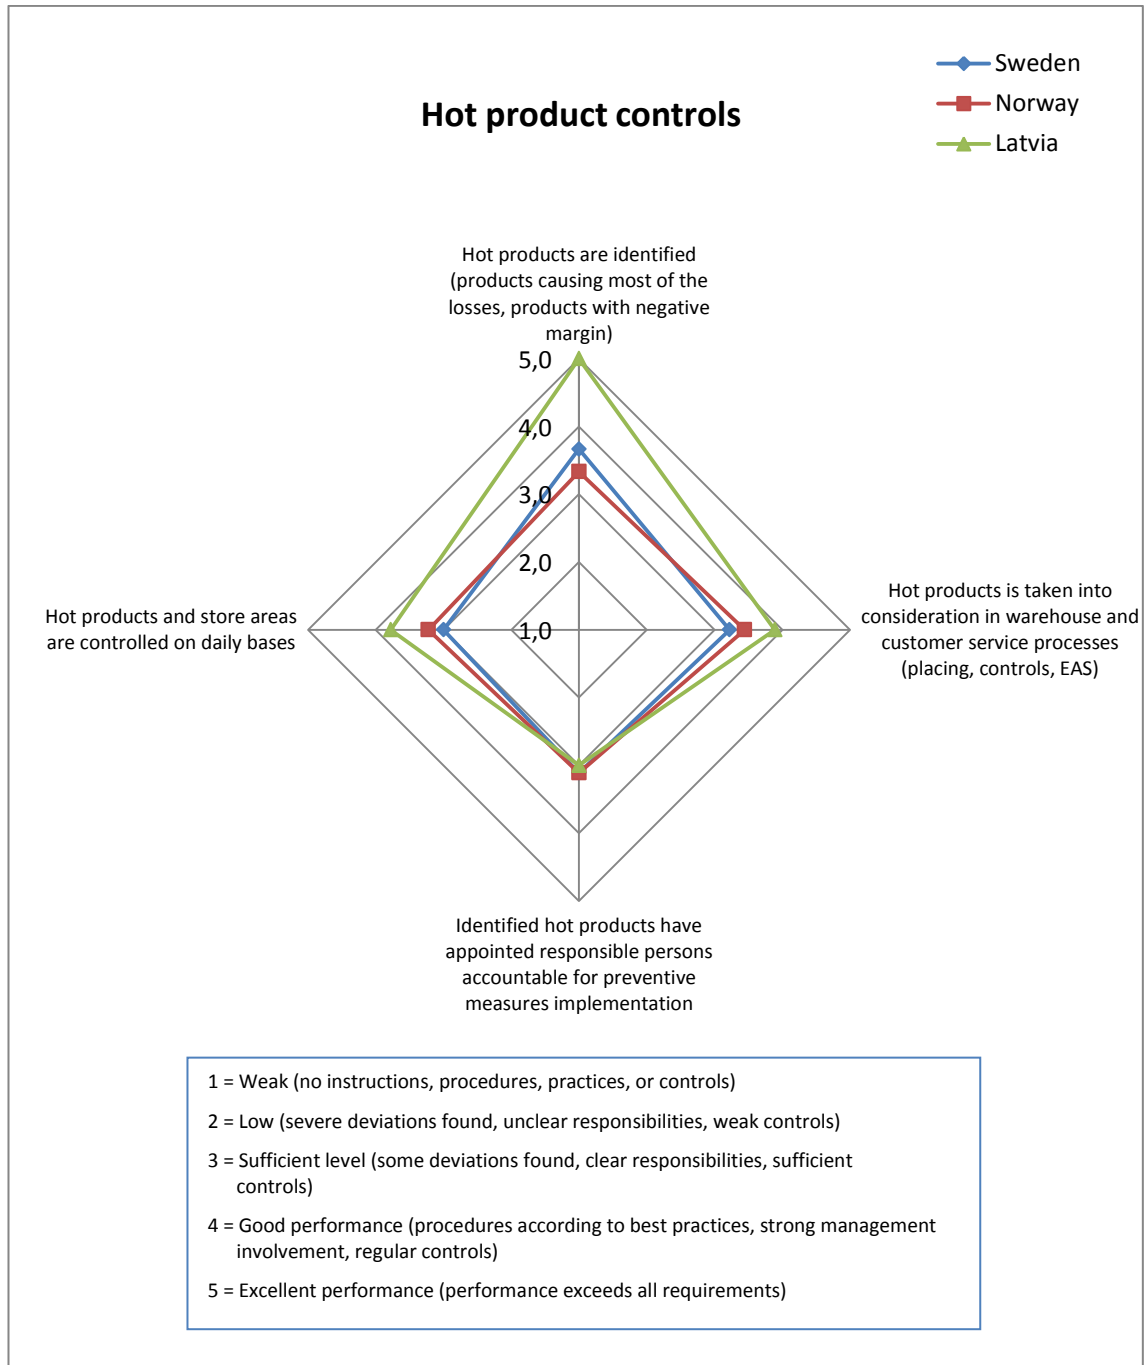 Sweden
Norway
Latvia
Hot product controls
Hot products are identified
(products causing most of the
losses, products with negative
margin)
5,0
4,0
3,0
2,0
1,0
Hot products and store areas
are controlled on daily bases
Hot products is taken into
consideration in warehouse and
customer service processes
(placing, controls, EAS)
Identified hot products have
appointed responsible persons
accountable for preventive
measures implementation
1 = Weak (no instructions, procedures, practices, or controls)
2 = Low (severe deviations found, unclear responsibilities, weak controls)
3 = Sufficient level (some deviations found, clear responsibilities, sufficient
controls)
4 = Good performance (procedures according to best practices, strong management
involvement, regular controls)
5 = Excellent performance (performance exceeds all requirements)